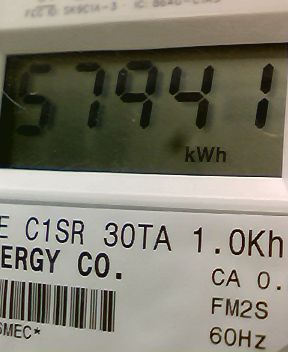 57941
kWh
E C1SR 30TA 1.0Kh
ERGY CO.
CA 0.
FM2S
SMEC*
60Hz